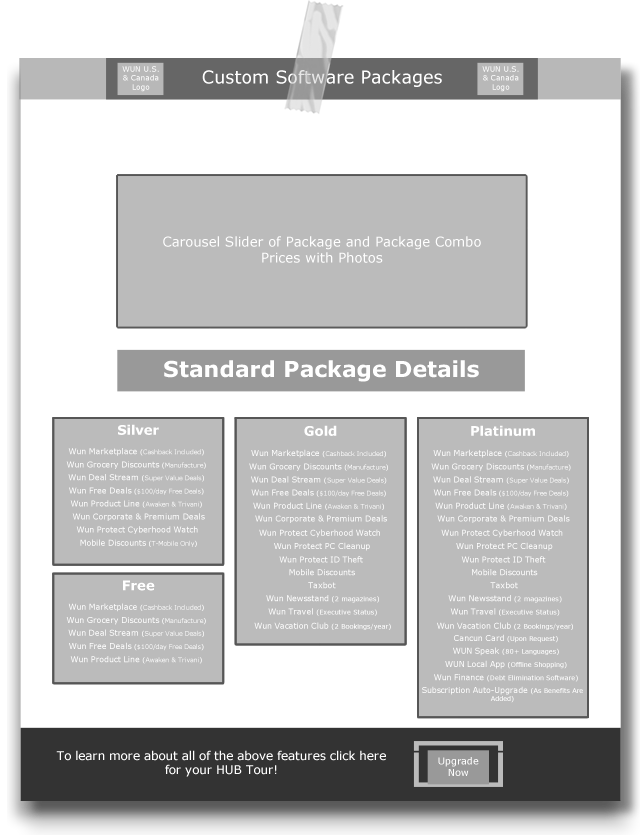 WUN U.S.
& Canada
Logo
Custom Software Packages
WUN U.S.
& Canada
Logo
Carousel Slider of Package and Package Combo
Prices with Photos
Standard Package Details
Silver
Wun Marketplace (Cashback Included)
Wun Grocery Discounts (Manufacture)
Wun Deal Stream (Super Value Deals)
Wun Free Deals ($100/day Free Deals)
Wun Product Line (Awaken & Trivani)
Wun Corporate & Premium Deals
Wun Protect Cyberhood Watch
Mobile Discounts (T-Mobile Only)
Free
Wun Marketplace (Cashback Included)
Wun Grocery Discounts (Manufacture)
Wun Deal Stream (Super Value Deals)
Wun Free Deals ($100/day Free Deals)
Wun Product Line (Awaken & Trivani)
Gold
Wun Marketplace (Cashback Included)
Wun Grocery Discounts (Manufacture)
Wun Deal Stream (Super Value Deals)
Wun Free Deals ($100/day Free Deals)
Wun Product Line (Awaken & Trivani)
Wun Corporate & Premium Deals
Wun Protect Cyberhood Watch
Wun Protect PC Cleanup
Wun Protect ID Theft
Mobile Discounts
Taxbot
Wun Newsstand (2 magazines)
Wun Travel (Executive Status)
Wun Vacation Club (2 Bookings/year)
Platinum
Wun Marketplace (Cashback Included)
Wun Grocery Discounts (Manufacture)
Wun Deal Stream (Super Value Deals)
Wun Free Deals ($100/day Free Deals)
Wun Product Line (Awaken & Trivani)
Wun Corporate & Premium Deals
Wun Protect Cyberhood Watch
Wun Protect PC Cleanup
Wun Protect ID Theft
Mobile Discounts
Taxbot
Wun Newsstand (2 magazines)
Wun Travel (Executive Status)
Wun Vacation Club (2 Bookings/year)
Cancun Card (Upon Request)
WUN Speak (80+ Languages)
WUN Local App (Offline Shopping)
Wun Finance (Debt Elimination Software)
Subscription Auto-Upgrade (As Benefits Are
Added)
To learn more about all of the above features click here
for your HUB Tour!
Upgrade
Now